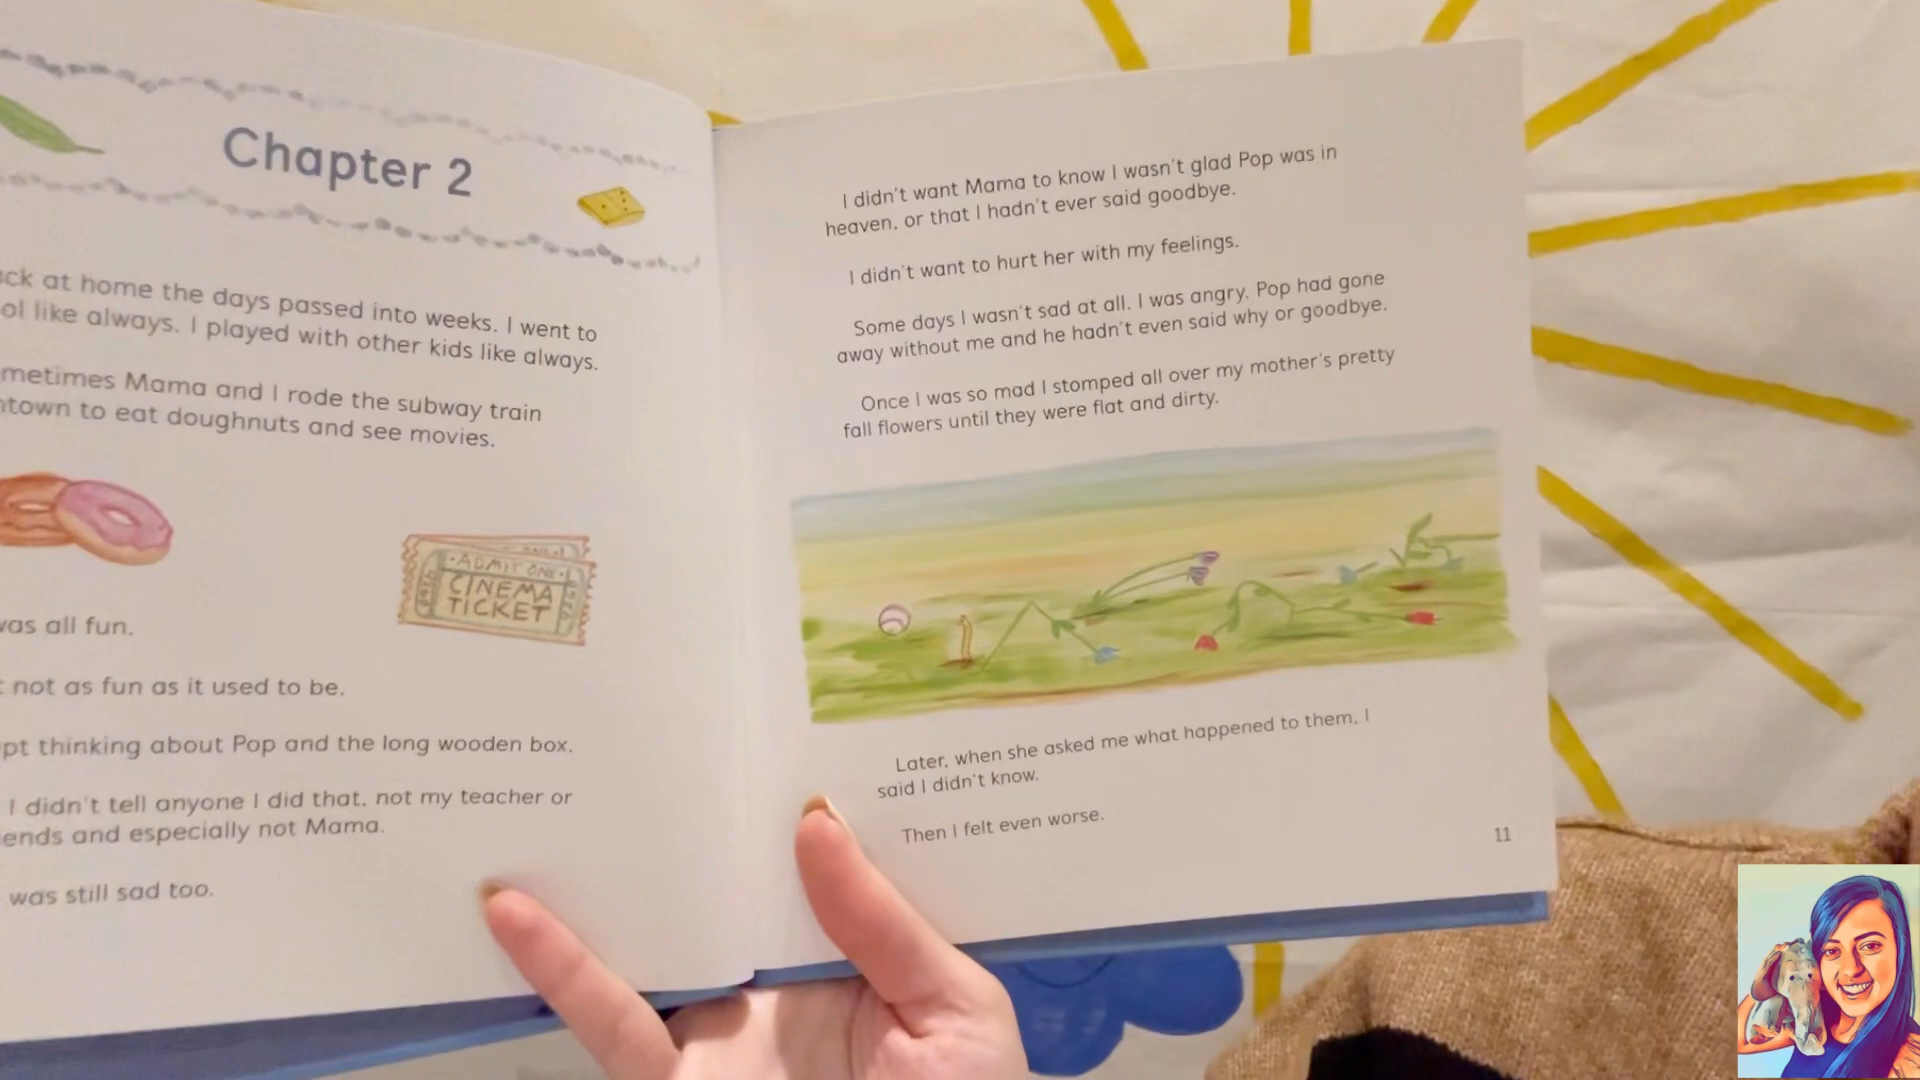 Chapter 2
ck at home the days passed into weeks. I went to
ol like always. I played with other kids like always.
metimes Mama and I rode the subway train
ntown to eat doughnuts and see movies.
ADMIT ONE
CINEMA
TICKET
was all fun.
t not as fun as it used to be.
pt thinking about Pop and the long wooden box.
I didn't tell anyone I did that, not my teacher or
ends and especially not Mama.
was still sad too.
I didn't want Mama to know I wasn't glad Pop was in
heaven, or that I hadn't ever said goodbye.
I didn't want to hurt her with my feelings.
Some days I wasn't sad at all. I was angry. Pop had gone
away without me and he hadn't even said why or goodbye.
Once I was so mad I stomped all over my mother's pretty
fall flowers until they were flat and dirty.
Later, when she asked me what happened to them, I
said I didn't know.
Then I felt even worse.
11